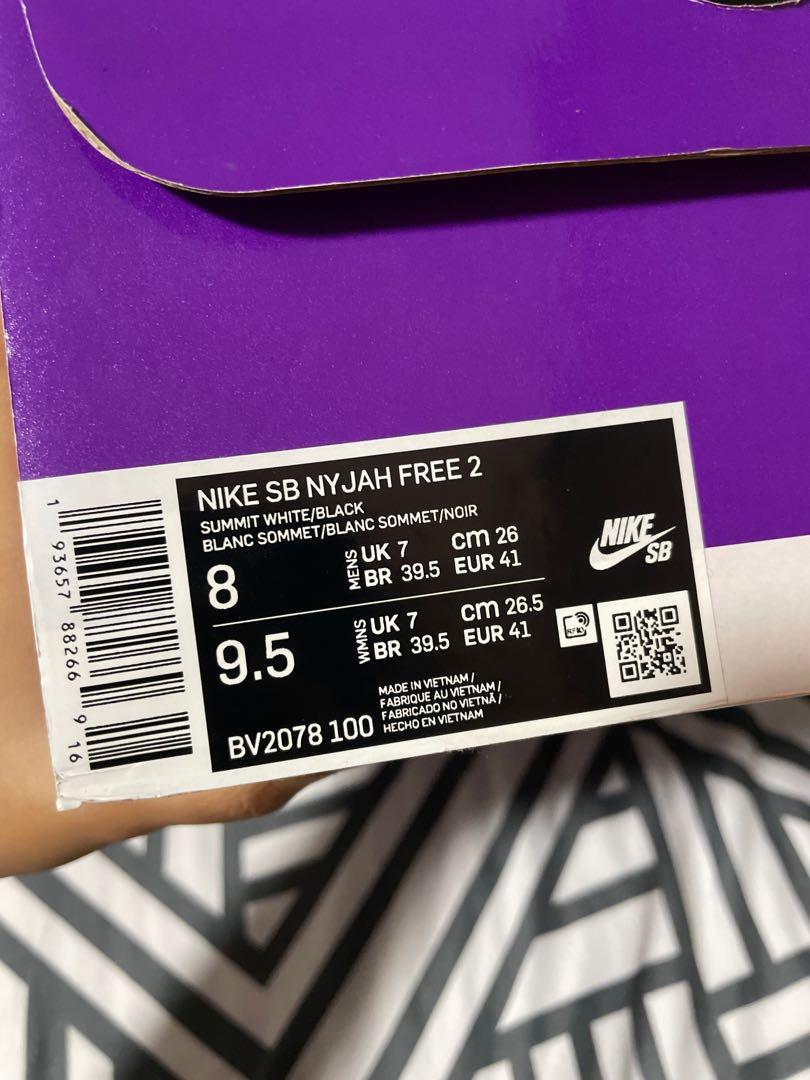 NIKE SB NYJAH FREE 2
SUMMIT WHITE/BLACK
BLANC SOMMET/BLANC SOMMET/NOIR
8
MENS
UK 7 cm 26
BR 39.5 EUR 41
9.5
WMNS
UK 7 cm 26.5
BR 39.5 EUR 41
BV2078 100
MADE IN VIETNAM /
FABRIQUE AU VIETNAM /
FABRICADO NO VIETNÃ /
HECHO EN VIETNAM
NIKE
SB
RFID
1 93657 88266 9 16